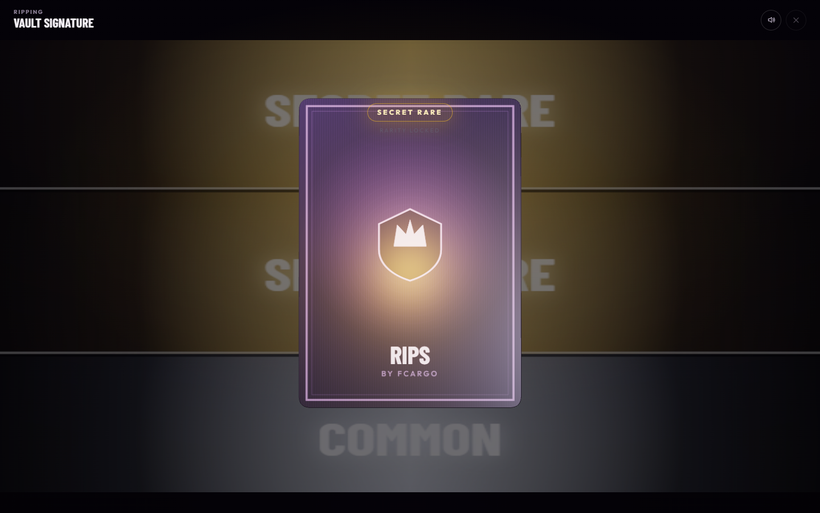 RIPPING
VAULT SIGNATURE
SECRET RARE
RIPS
BY FCARGO
COMMON